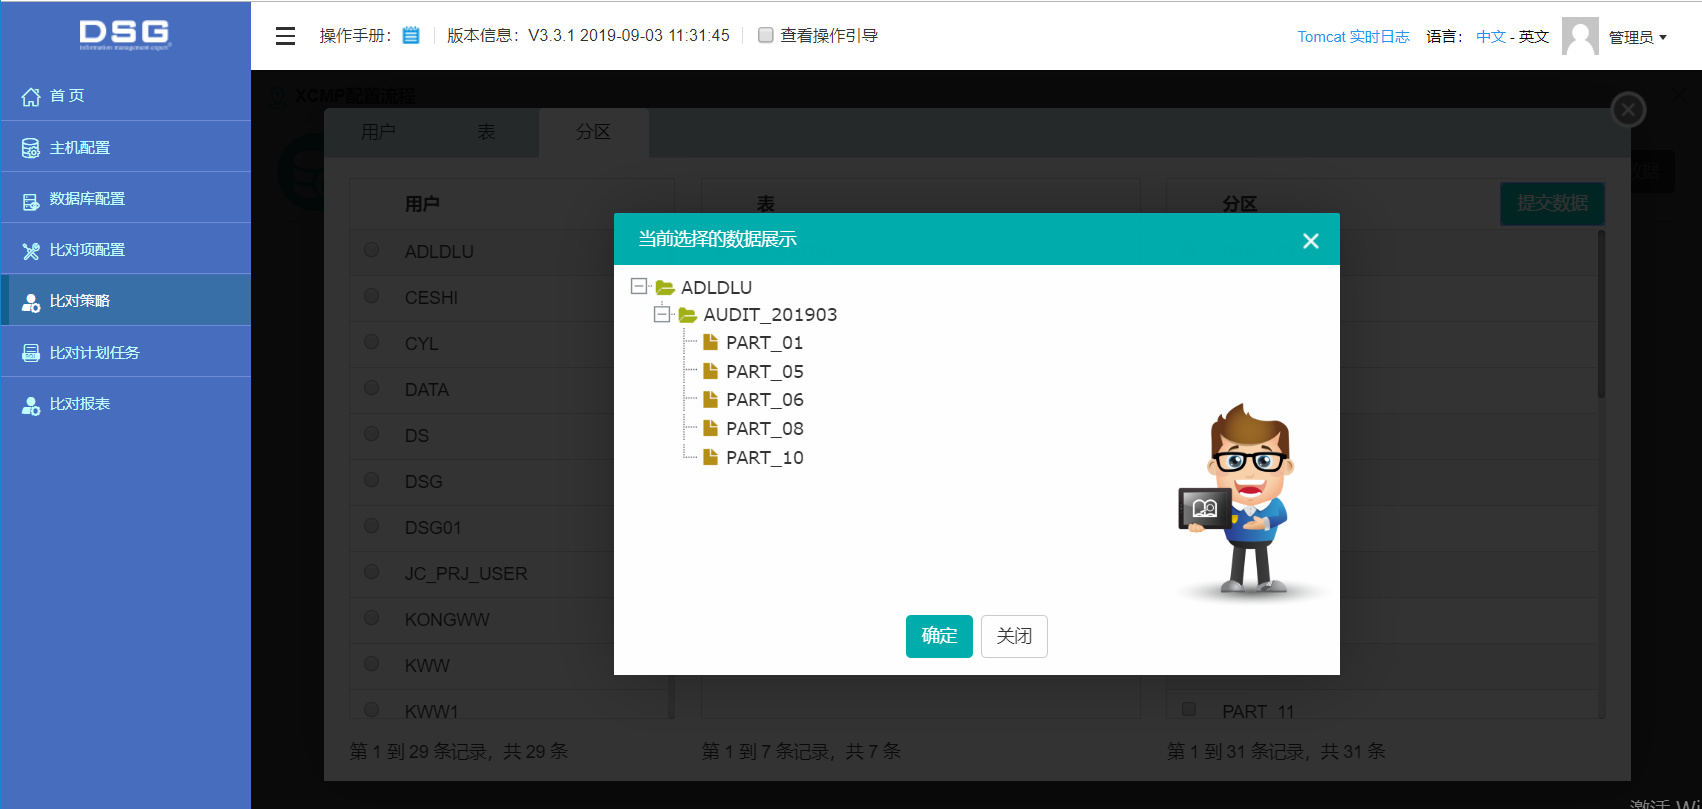 DSG
information management expert
首 页
主机配置
数据库配置
比对项配置
比对策略
比对计划任务
比对报表
操作手册：
版本信息：V3.3.1 2019-09-03 11:31:45
查看操作引导
Tomcat 实时日志
语言： 中文 - 英文
管理员
XCMP配置流程
用户 表 分区
用户
表
分区
提交数据
数据
ADLDLU
CESHI
CYL
DATA
DS
DSG
DSG01
JC_PRJ_USER
KONGWW
KWW
KWW1
PART_11
当前选择的数据展示
ADLDLU
AUDIT_201903
PART_01
PART_05
PART_06
PART_08
PART_10
确定 关闭
第 1 到 29 条记录，共 29 条
第 1 到 7 条记录，共 7 条
第 1 到 31 条记录，共 31 条
激活 Wi